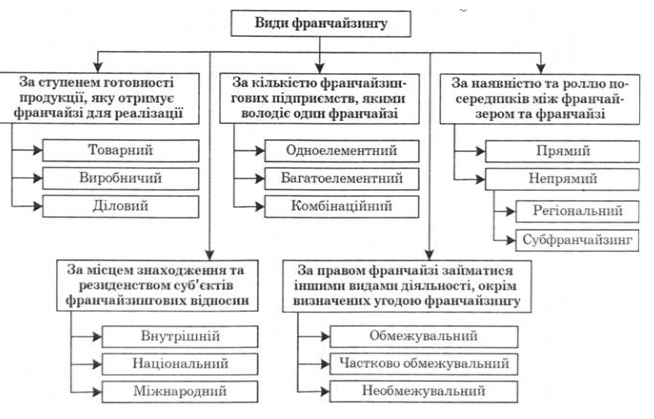 Види франчайзингу
За ступенем готовності
продукції, яку отримує
франчайзі для реалізації
Товарний
Виробничий
Діловий
За кількістю франчайзин-
гових підприємств, якими
володіє один франчайзі
Одноелементний
Багатоелементний
Комбінаційний
За наявністю та роллю по-
середників між франчай-
зером та франчайзі
Прямий
Непрямий
Регіональний
Субфранчайзинг
За місцем знаходження та
резиденством суб'єктів
франчайзингових відносин
Внутрішній
Національний
Міжнародний
За правом франчайзі займатися
іншими видами діяльності, окрім
визначених угодою франчайзингу
Обмежувальний
Частково обмежувальний
Необмежувальний